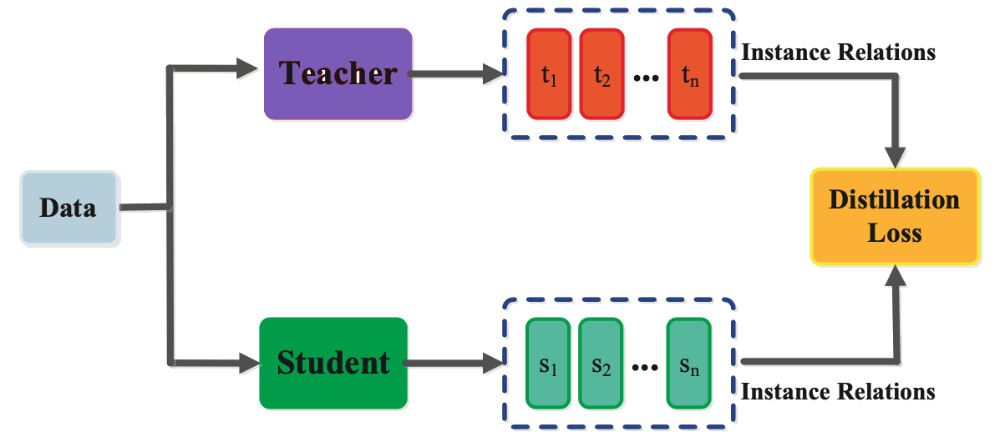 Teacher
t₁ t₂ ... tₙ
Instance Relations
Data
Distillation
Loss
Student
s₁ s₂ ... sₙ
Instance Relations